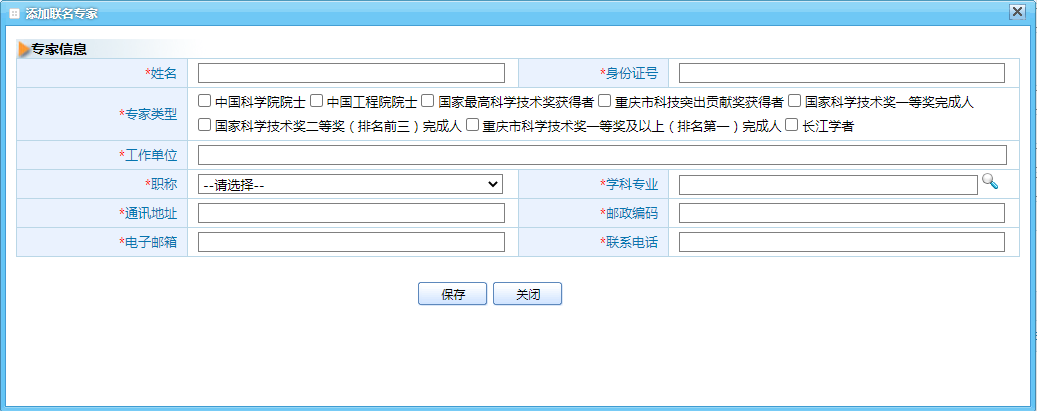 添加联名专家
专家信息
*姓名 *身份证号
*专家类型 中国科学院院士 中国工程院院士 国家最高科学技术奖获得者 重庆市科技突出贡献奖获得者 国家科学技术奖一等奖完成人
国家科学技术奖二等奖（排名前三）完成人 重庆市科学技术奖一等奖及以上（排名第一）完成人 长江学者
*工作单位
*职称 --请选择-- *学科专业
*通讯地址 *邮政编码
*电子邮箱 *联系电话
保存 关闭